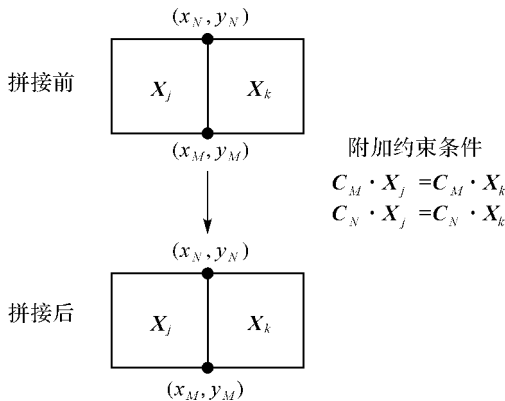 (x_N, y_N)
拼接前
X_j X_k
(x_M, y_M)
附加约束条件
C_M · X_j = C_M · X_k
C_N · X_j = C_N · X_k
(x_N, y_N)
拼接后
X_j X_k
(x_M, y_M)